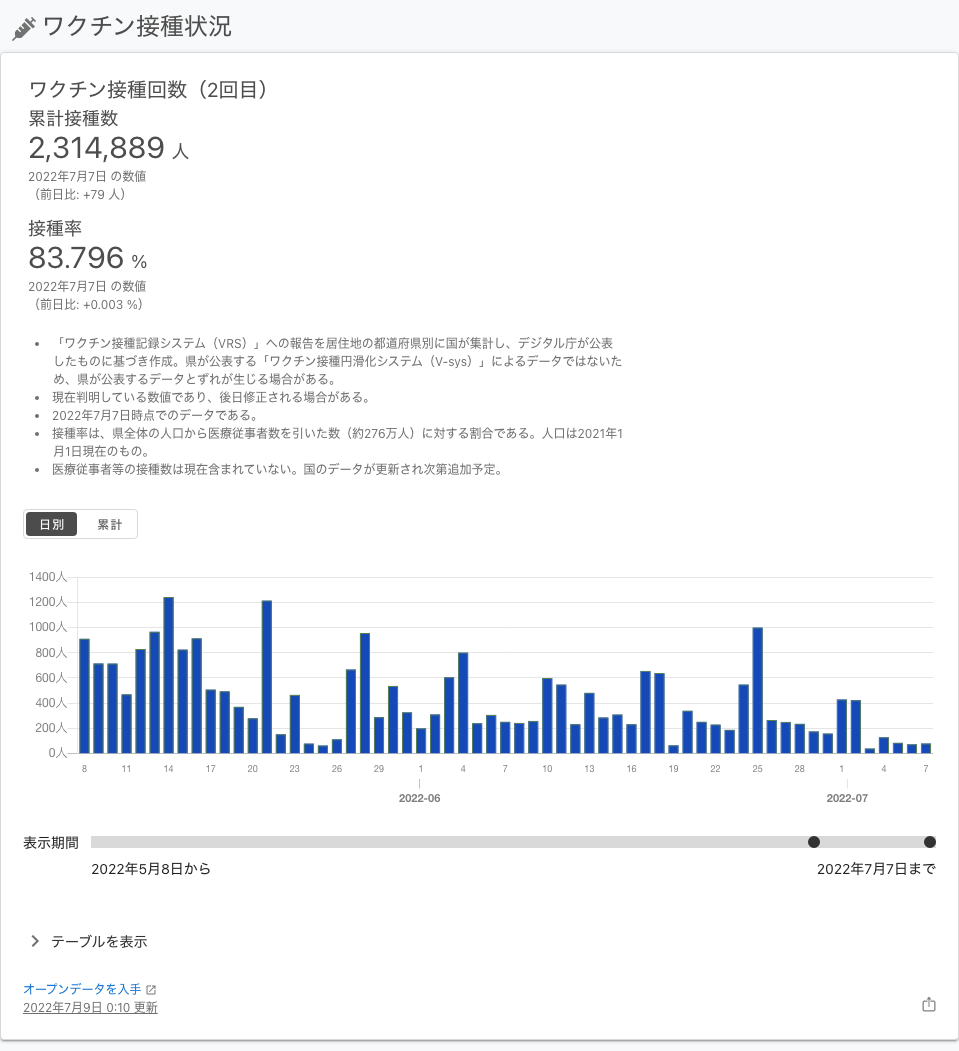 ワクチン接種状況
ワクチン接種回数（2回目）
累計接種数
2,314,889 人
2022年7月7日 の数値
（前日比: +79 人）
接種率
83.796 %
2022年7月7日 の数値
（前日比: +0.003 %）
• 「ワクチン接種記録システム（VRS）」への報告を居住地の都道府県別に国が集計し、デジタル庁が公表
したものに基づき作成。県が公表する「ワクチン接種円滑化システム（V-sys）」によるデータではないた
め、県が公表するデータとずれが生じる場合がある。
• 現在判明している数値であり、後日修正される場合がある。
• 2022年7月7日時点でのデータである。
• 接種率は、県全体の人口から医療従事者数を引いた数（約276万人）に対する割合である。人口は2021年1
月1日現在のもの。
• 医療従事者等の接種数は現在含まれていない。国のデータが更新され次第追加予定。
日別 累計
1400人
1200人
1000人
800人
600人
400人
200人
0人
8 11 14 17 20 23 26 29 1 4 7 10 13 16 19 22 25 28 1 4 7
2022-06 2022-07
表示期間
2022年5月8日から 2022年7月7日まで
テーブルを表示
オープンデータを入手
2022年7月9日 0:10 更新